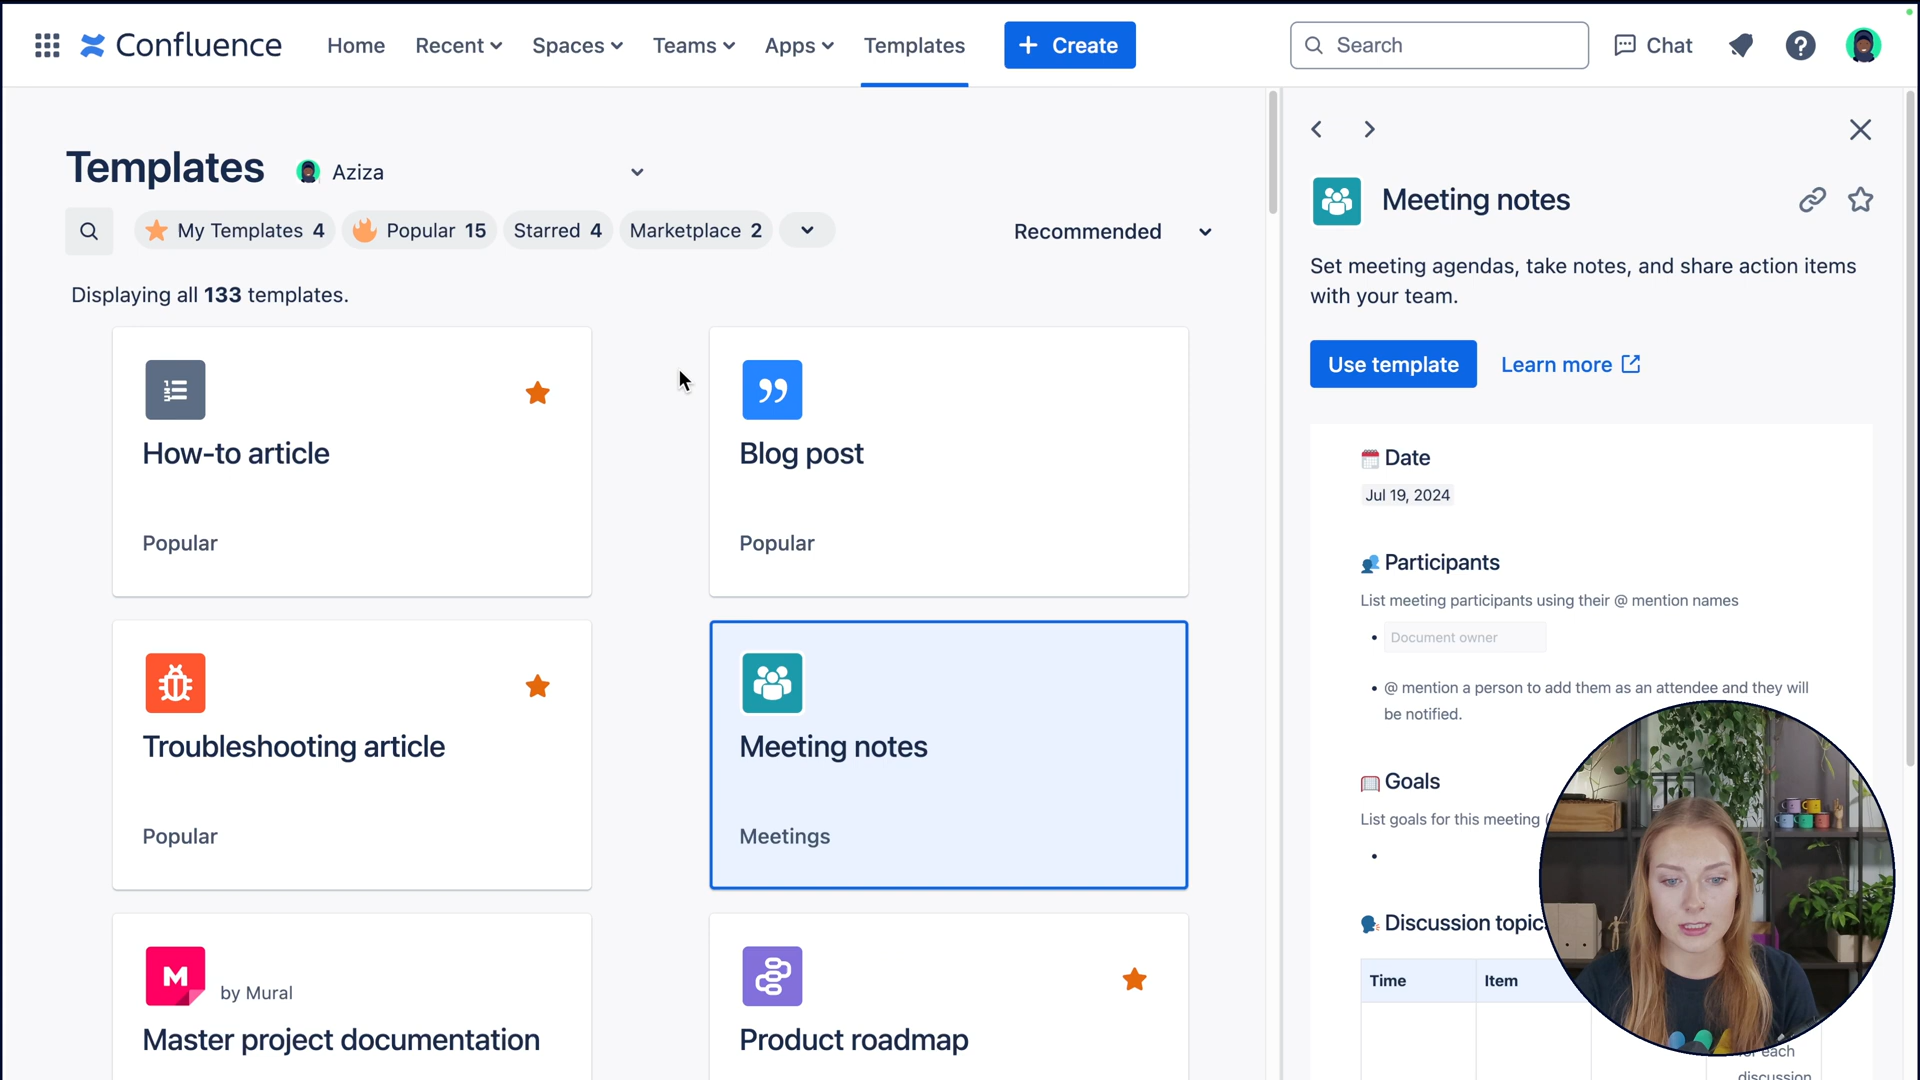 Confluence
Home
Recent
Spaces
Teams
Apps
Templates
+ Create
Search
Chat
Templates
Aziza
My Templates 4
Popular 15
Starred 4
Marketplace 2
Recommended
Displaying all 133 templates.
How-to article
Popular
Blog post
Popular
Troubleshooting article
Popular
Meeting notes
Meetings
M
by Mural
Master project documentation
Product roadmap
Meeting notes
Set meeting agendas, take notes, and share action items
with your team.
Use template
Learn more
Date
Jul 19, 2024
Participants
List meeting participants using their @ mention names
• Document owner
• @ mention a person to add them as an attendee and they will
be notified.
Goals
List goals for this meeting
•
Discussion
Time
Item
each
discussion